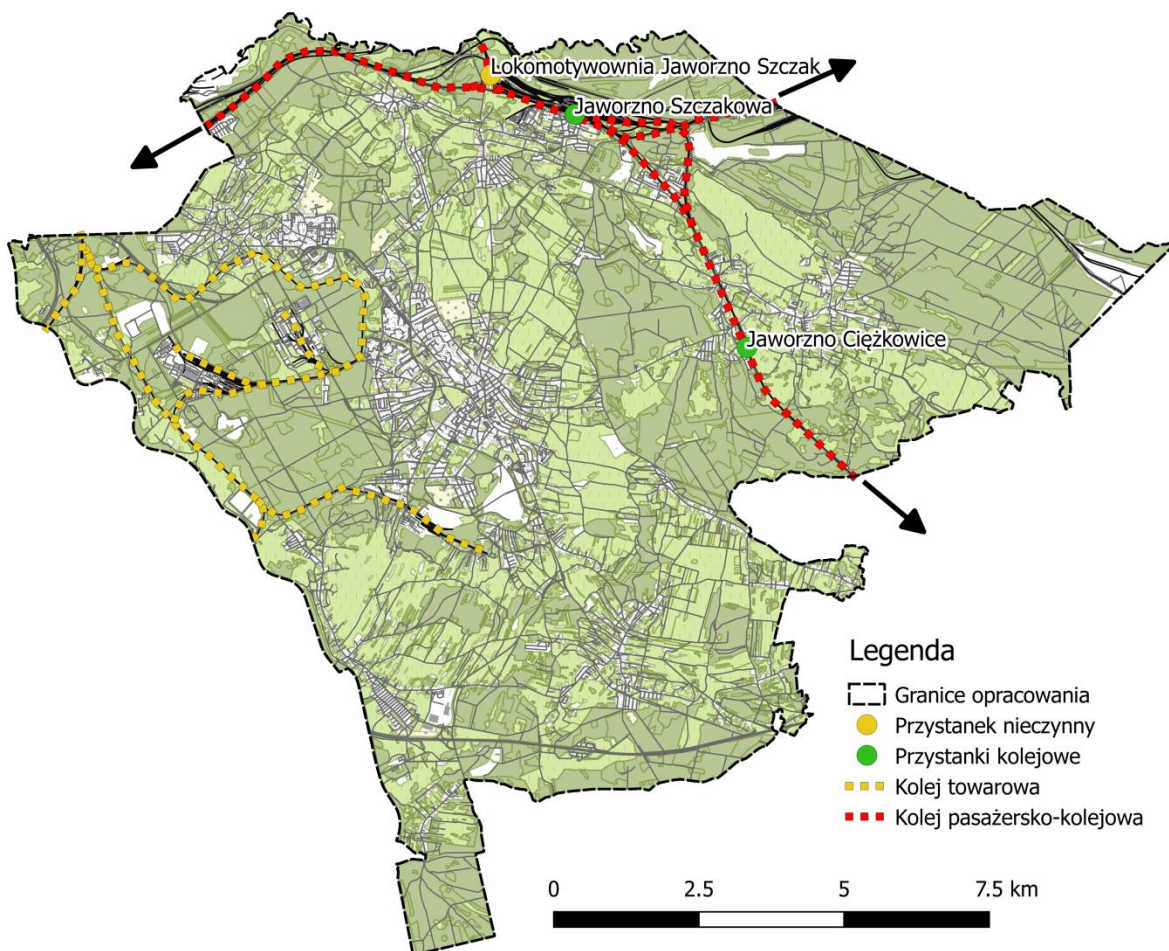 Lokomotywownia Jaworzno Szczak
Jaworzno Szczakowa
Jaworzno Ciężkowice
Legenda
Granice opracowania
Przystanek nieczynny
Przystanki kolejowe
Kolej towarowa
Kolej pasażersko-kolejowa
0 2.5 5 7.5 km